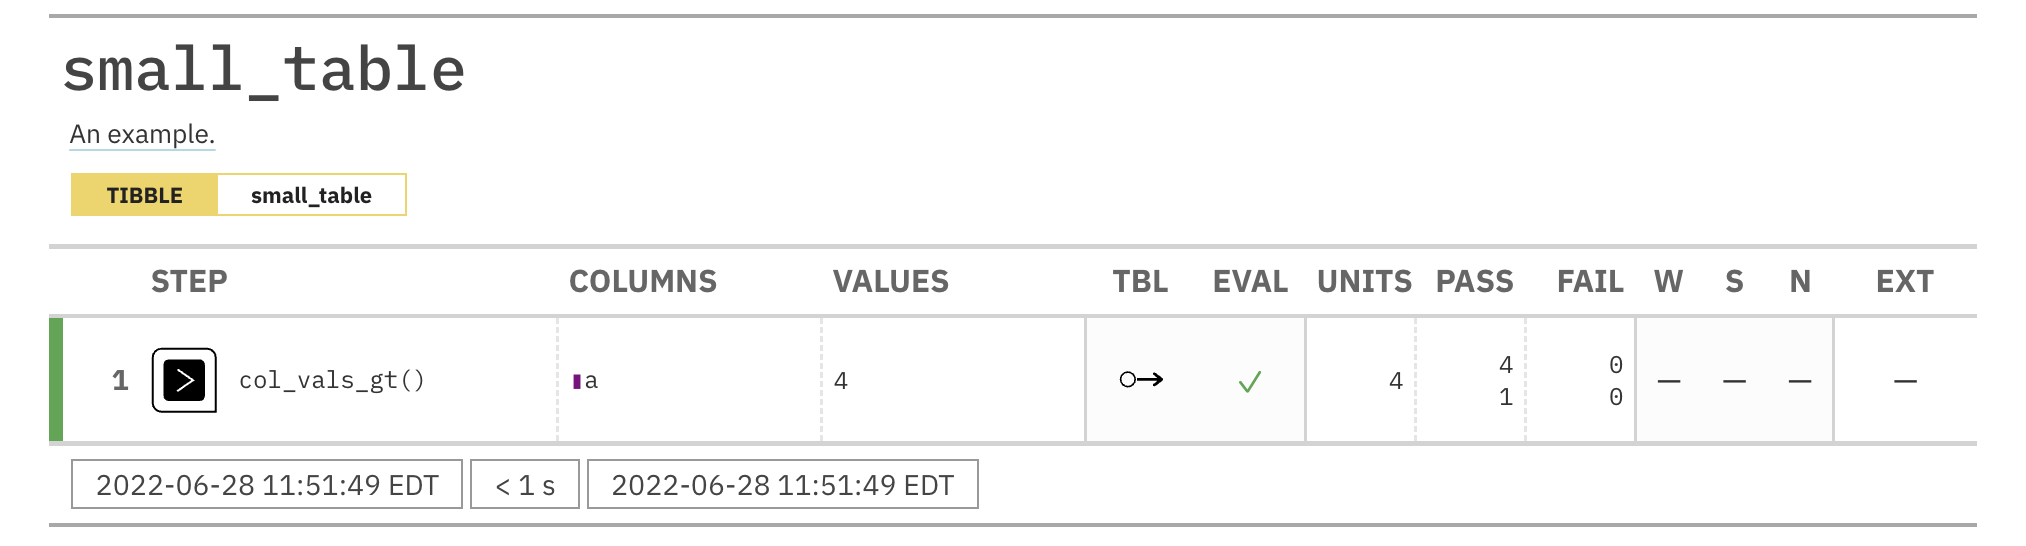 small_table
An example.
TIBBLE small_table
STEP COLUMNS VALUES TBL EVAL UNITS PASS FAIL W S N EXT
1 col_vals_gt() a 4 4 4 0 — — — —
1 0
2022-06-28 11:51:49 EDT < 1 s 2022-06-28 11:51:49 EDT